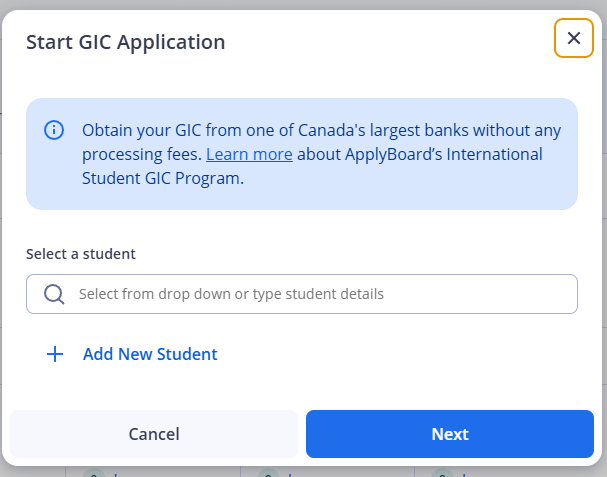 Start GIC Application
Obtain your GIC from one of Canada's largest banks without any
processing fees. Learn more about ApplyBoard’s International
Student GIC Program.
Select a student
Select from drop down or type student details
Add New Student
Cancel
Next